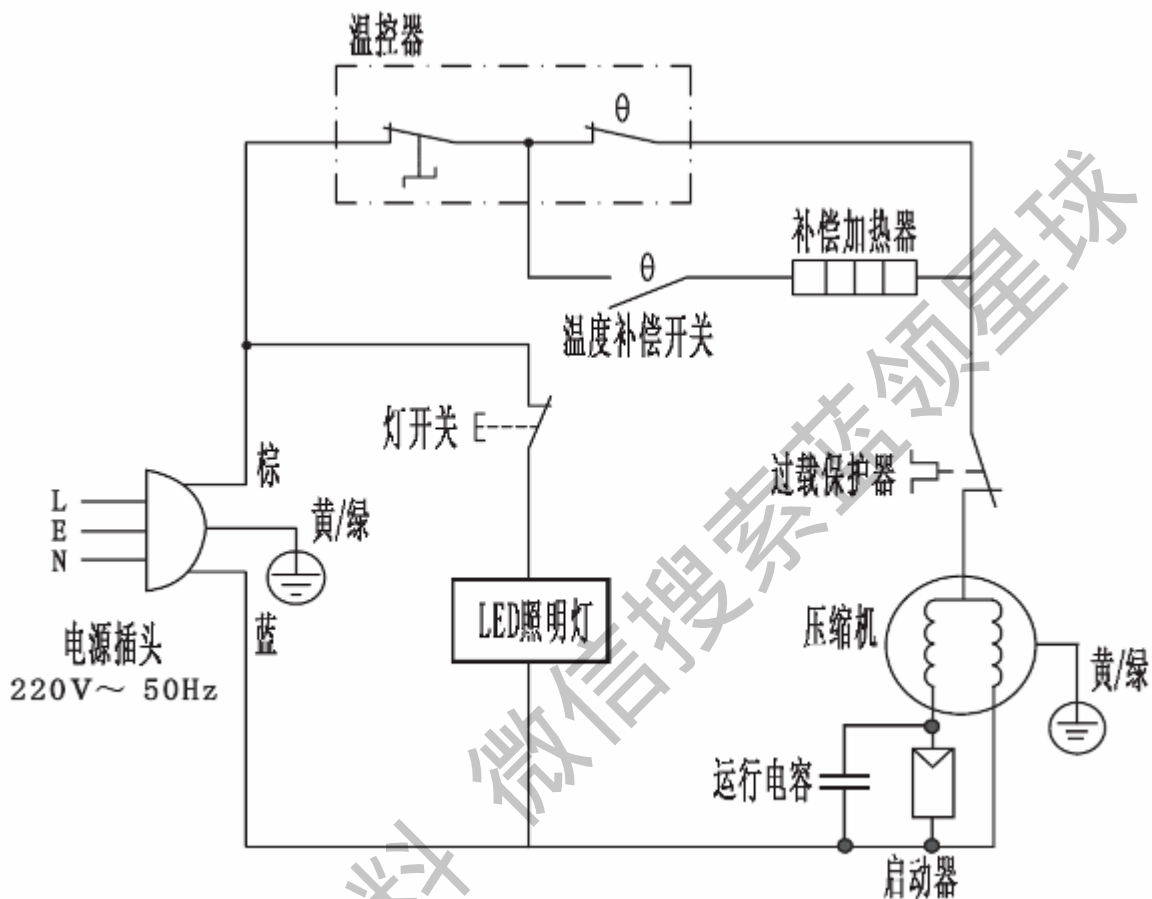 温控器
θ
θ
补偿加热器
温度补偿开关
灯开关
过载保护器
棕
黄/绿
L
E
N
蓝
电源插头
220V～ 50Hz
LED照明灯
压缩机
黄/绿
运行电容
启动器
料 微信搜索蓝领星球